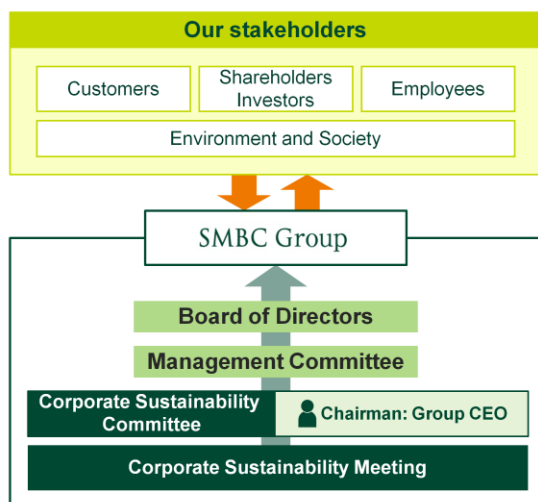 Our stakeholders
Customers
Shareholders
Investors
Employees
Environment and Society
SMBC Group
Board of Directors
Management Committee
Corporate Sustainability
Committee
Chairman: Group CEO
Corporate Sustainability Meeting